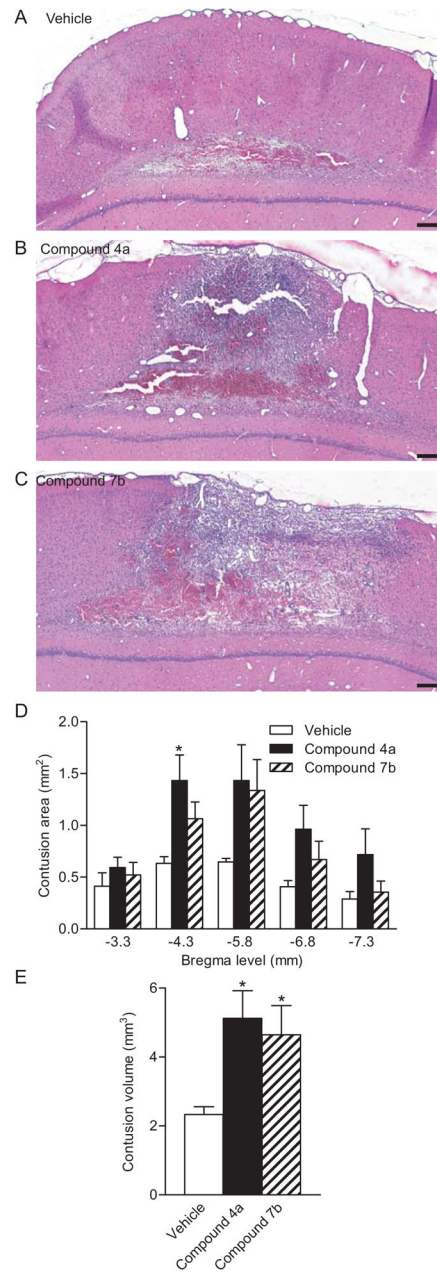 A
Vehicle
B
Compound 4a
C
Compound 7b
D
Contusion area (mm²)
2.0
1.5
1.0
0.5
0.0
Vehicle
Compound 4a
Compound 7b
*
-3.3 -4.3 -5.8 -6.8 -7.3
Bregma level (mm)
E
Contusion volume (mm³)
6
4
2
0
* *
Vehicle
Compound 4a
Compound 7b